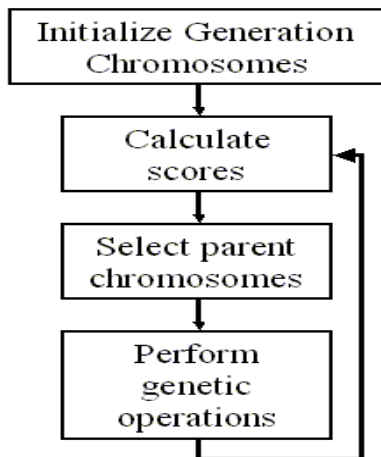 Initialize Generation
Chromosomes
Calculate
scores
Select parent
chromosomes
Perform
genetic
operations